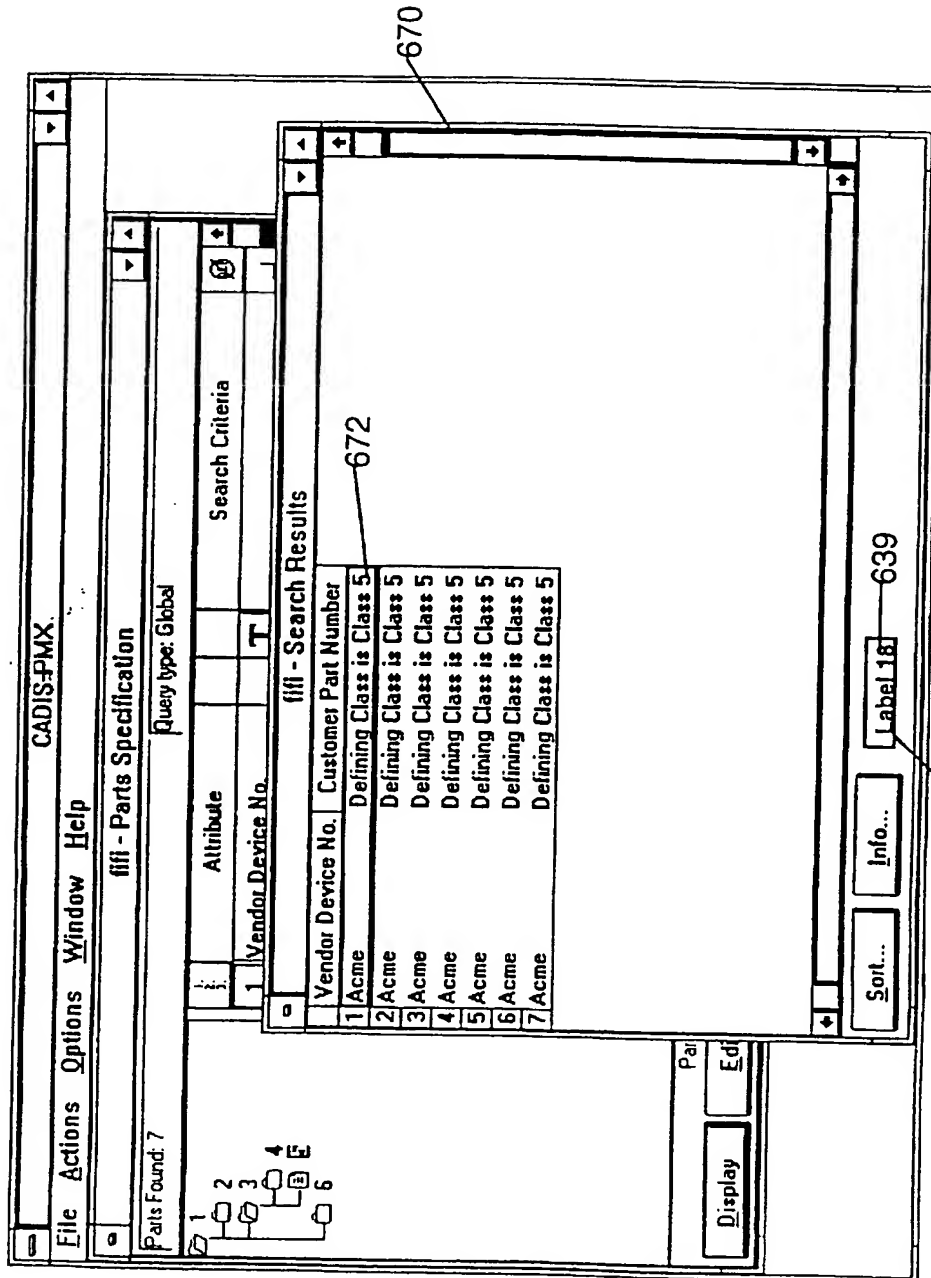 CADIS-PMX.
File Actions Options Window Help
fifi - Parts Specification
Parts Found: 7
Query type: Global
Attribute
Search Criteria
1 Vendor Device No.
T
1
2
3
4
6
fifi - Search Results
Vendor Device No. Customer Part Number
1 Acme Defining Class is Class 5
2 Acme Defining Class is Class 5
3 Acme Defining Class is Class 5
4 Acme Defining Class is Class 5
5 Acme Defining Class is Class 5
6 Acme Defining Class is Class 5
7 Acme Defining Class is Class 5
Par
Display
Edi
Sort...
Info...
Label 18
670
672
639